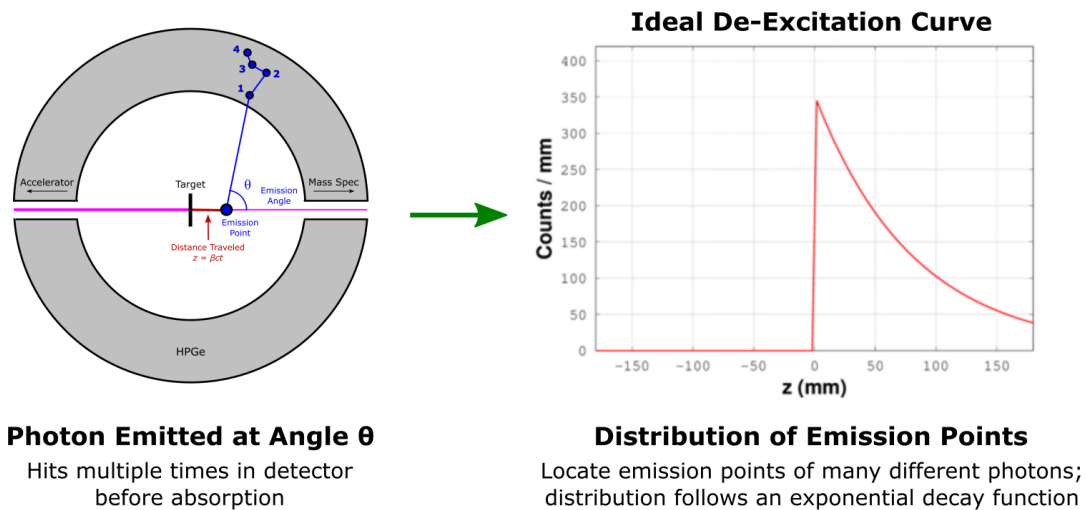 4
3
2
1
Accelerator
Mass Spec
Target
θ
Emission
Angle
Emission
Point
Distance Traveled
z = βct
HPGe
Photon Emitted at Angle θ
Hits multiple times in detector
before absorption
Ideal De-Excitation Curve
Counts / mm
400
350
300
250
200
150
100
50
0
−150
−100
−50
0
50
100
150
z (mm)
Distribution of Emission Points
Locate emission points of many different photons;
distribution follows an exponential decay function